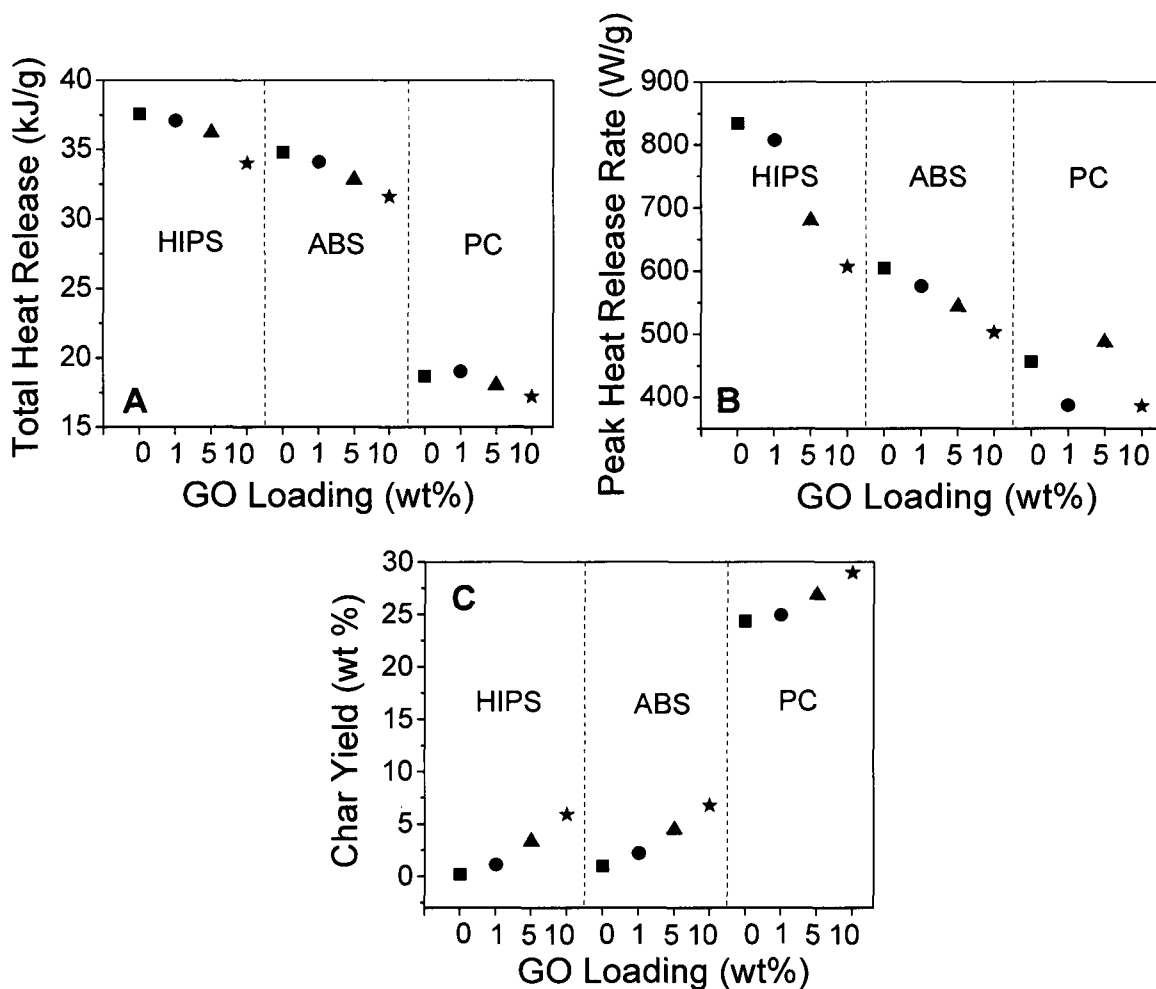 Total Heat Release (kJ/g)
40
35
30
25
20
15
HIPS
ABS
PC
A
0 1 5 10 0 1 5 10 0 1 5 10
GO Loading (wt%)
Peak Heat Release Rate (W/g)
900
800
700
600
500
400
HIPS
ABS
PC
B
0 1 5 10 0 1 5 10 0 1 5 10
GO Loading (wt%)
Char Yield (wt %)
30
25
20
15
10
5
0
C
HIPS
ABS
PC
0 1 5 10 0 1 5 10 0 1 5 10
GO Loading (wt%)